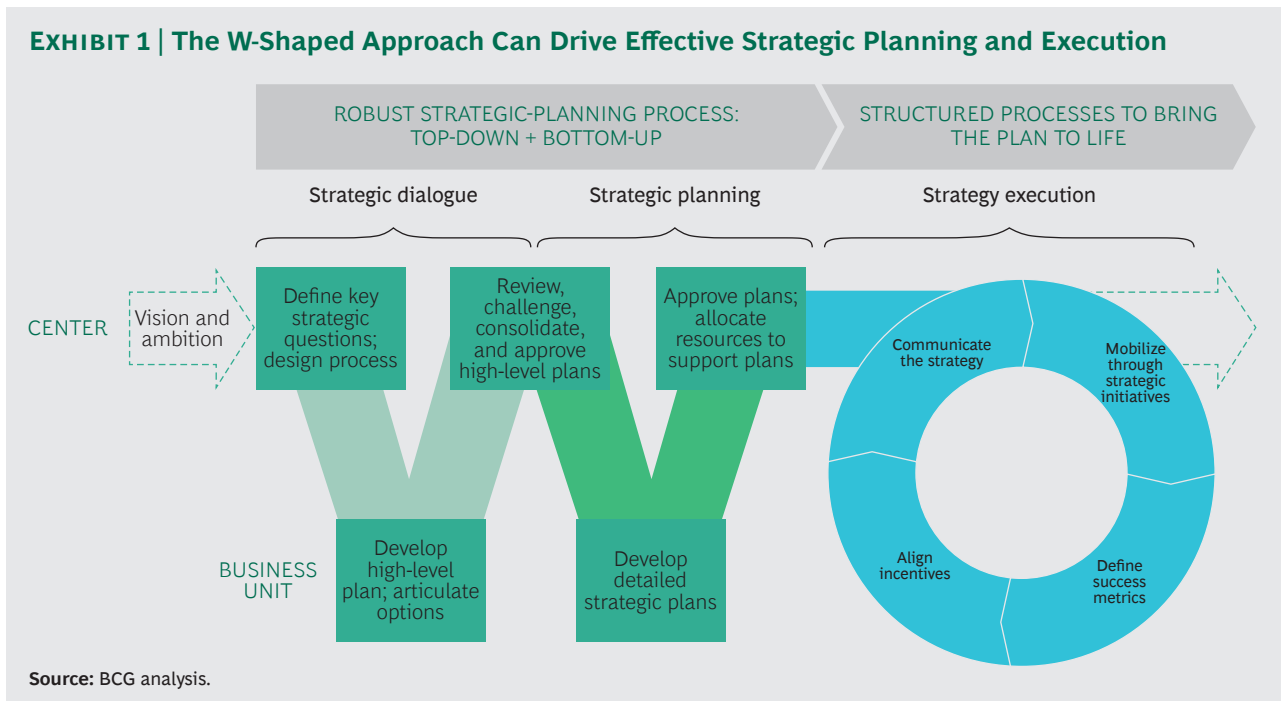 EXHIBIT 1 | The W-Shaped Approach Can Drive Effective Strategic Planning and Execution
ROBUST STRATEGIC-PLANNING PROCESS:
TOP-DOWN + BOTTOM-UP
STRUCTURED PROCESSES TO BRING
THE PLAN TO LIFE
Strategic dialogue
Strategic planning
Strategy execution
CENTER
Vision and
ambition
Define key
strategic
questions;
design process
Review,
challenge,
consolidate,
and approve
high-level plans
Approve plans;
allocate
resources to
support plans
Communicate
the strategy
Mobilize
through
strategic
initiatives
BUSINESS
UNIT
Develop
high-level
plan; articulate
options
Develop
detailed
strategic plans
Align
incentives
Define
success
metrics
Source: BCG analysis.